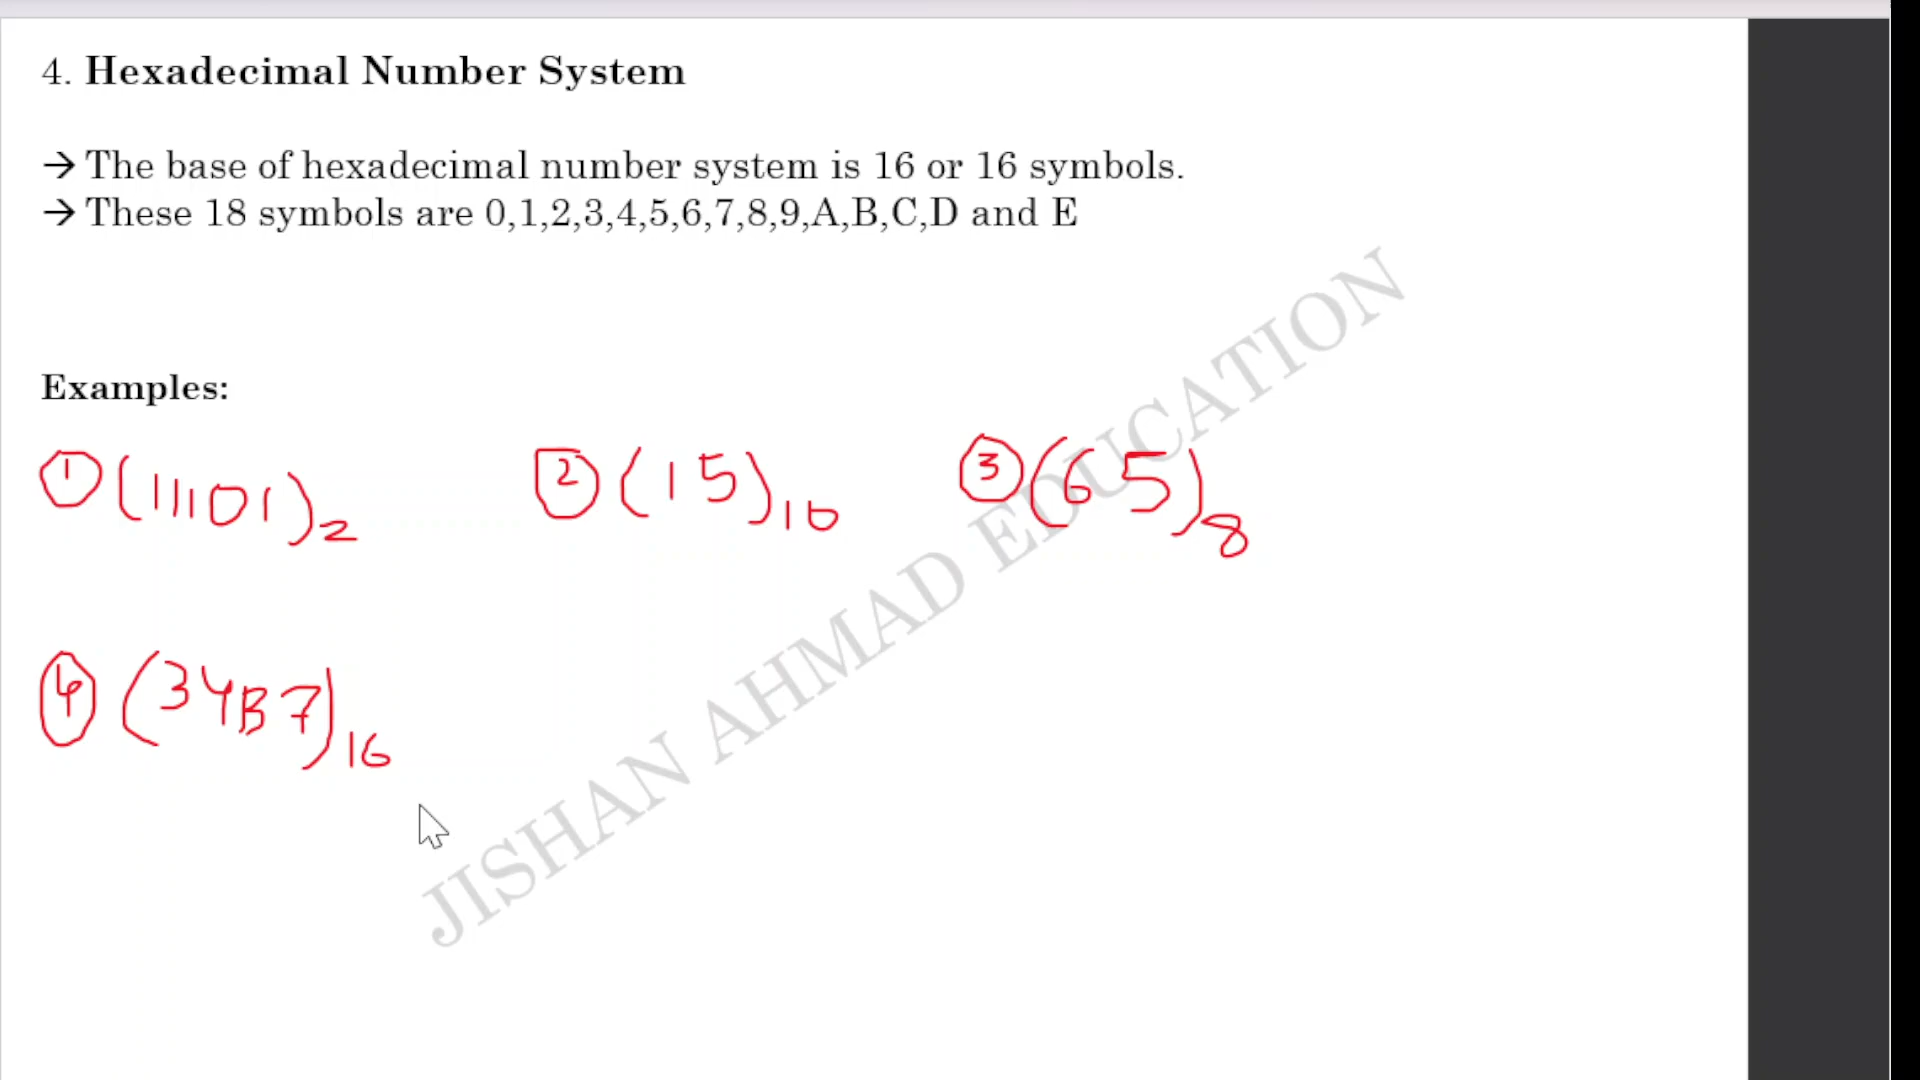 4. Hexadecimal Number System
→ The base of hexadecimal number system is 16 or 16 symbols.
→ These 18 symbols are 0,1,2,3,4,5,6,7,8,9,A,B,C,D and E
Examples:
① (11101)₂ ② (15)₁₀ ③ (65)₈
④ (34B7)₁₆
JISHAN AHMAD EDUCATION